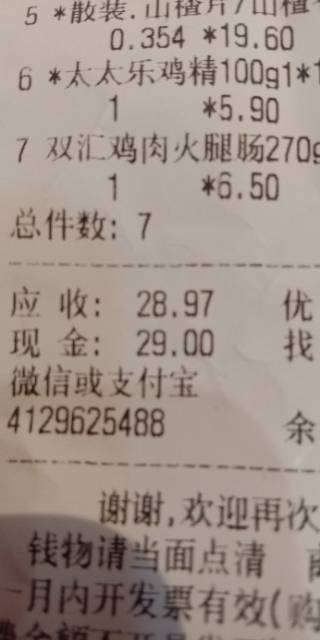 5 *散装.山楂片/山楂
0.354 *19.60
6 *太太乐鸡精100g1*1
1 *5.90
7 双汇鸡肉火腿肠270g
1 *6.50
总件数: 7
应 收: 28.97 优
现 金: 29.00 找
微信或支付宝
4129625488 余
谢谢,欢迎再次
钱物请当面点清
一月内开发票有效(购